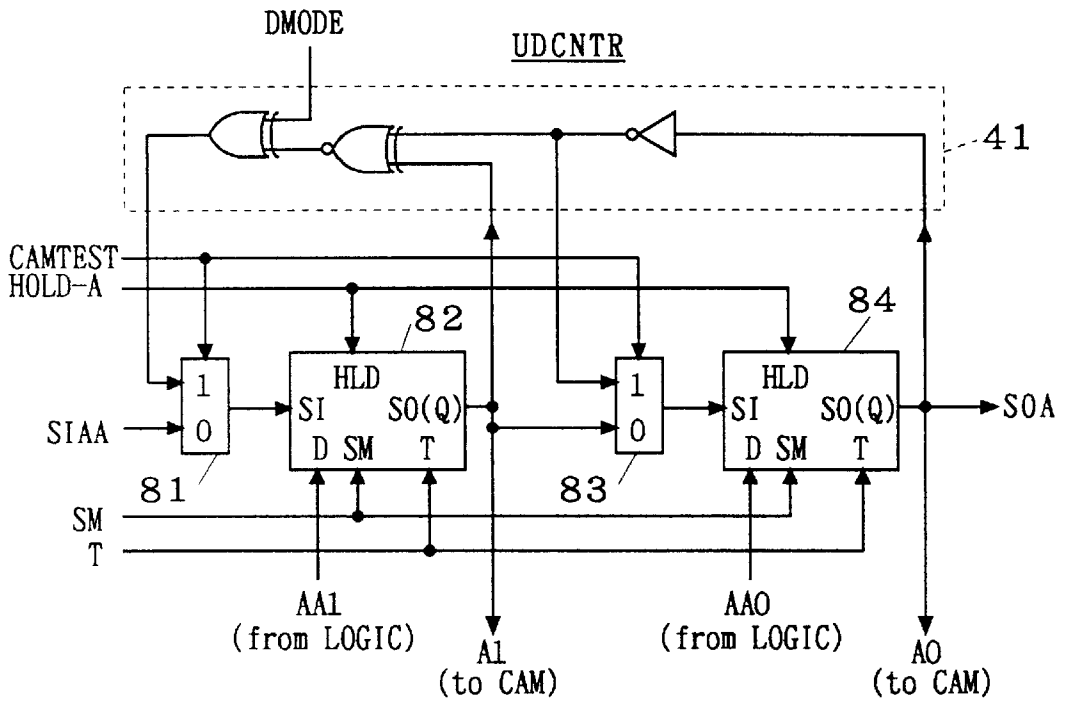 DMODE
UDCNTR
41
CAMTEST
HOLD-A
82
84
1
HLD
1
HLD
SI
SO(Q)
SI
SO(Q)
SOA
SIAA
0
D SM T
0
D SM T
81
83
SM
T
AA1
(from LOGIC)
A1
(to CAM)
AA0
(from LOGIC)
A0
(to CAM)